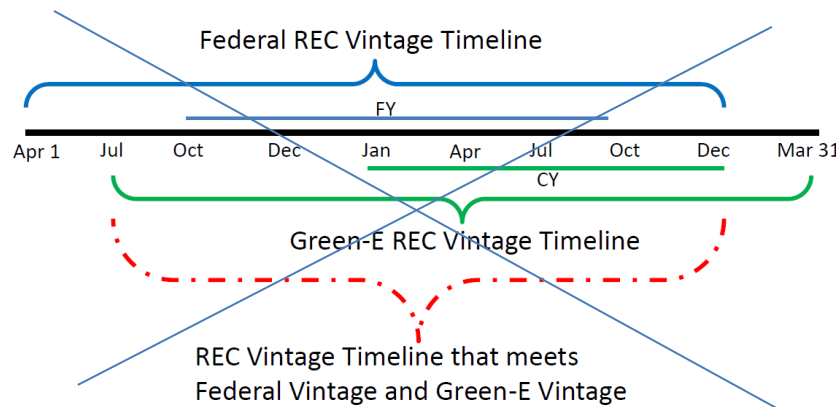 Federal REC Vintage Timeline
FY
Apr 1 Jul Oct Dec Jan Apr Jul Oct Dec Mar 31
CY
Green-E REC Vintage Timeline
REC Vintage Timeline that meets
Federal Vintage and Green-E Vintage